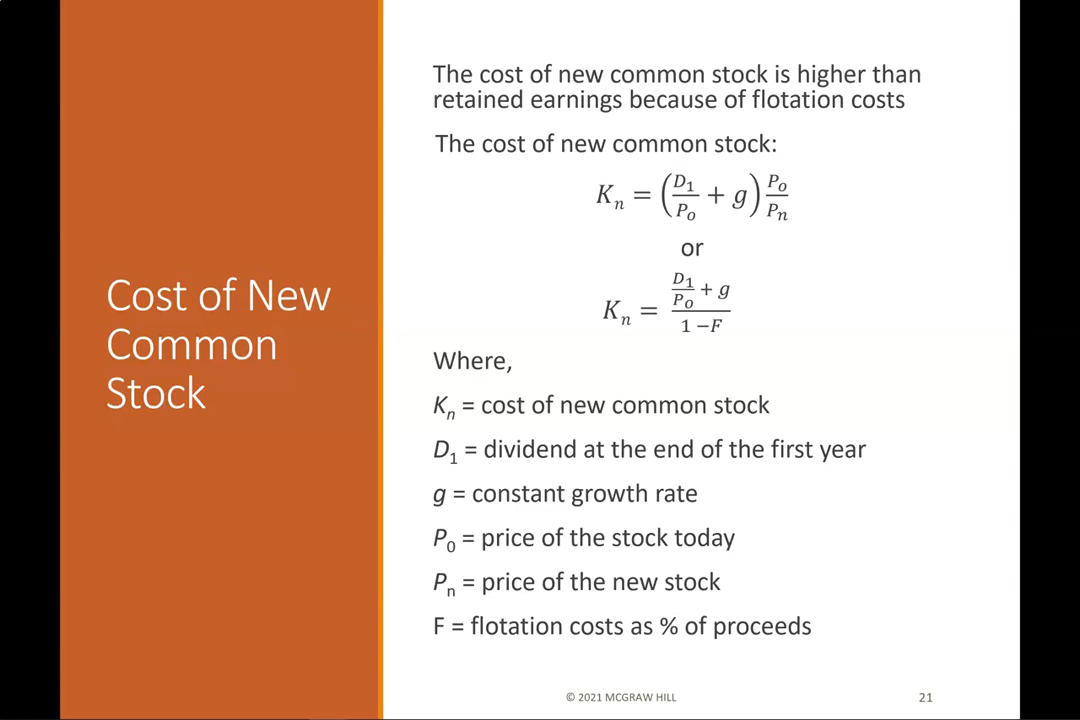 Cost of New
Common
Stock
The cost of new common stock is higher than
retained earnings because of flotation costs
The cost of new common stock:
Kₙ = (D₁/Pₒ + g) Pₒ/Pₙ
or
Kₙ = (D₁/Pₒ + g)/(1 − F)
Where,
Kₙ = cost of new common stock
D₁ = dividend at the end of the first year
g = constant growth rate
P₀ = price of the stock today
Pₙ = price of the new stock
F = flotation costs as % of proceeds
© 2021 MCGRAW HILL
21